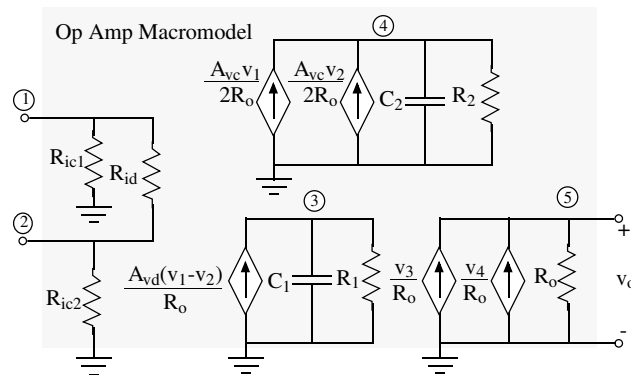 Op Amp Macromodel
4
A_vc v_1 / 2R_o
A_vc v_2 / 2R_o
C_2
R_2
1
R_ic1
R_id
2
R_ic2
3
A_vd(v_1-v_2) / R_o
C_1
R_1
5
v_3 / R_o
v_4 / R_o
R_o
+
v_o
-